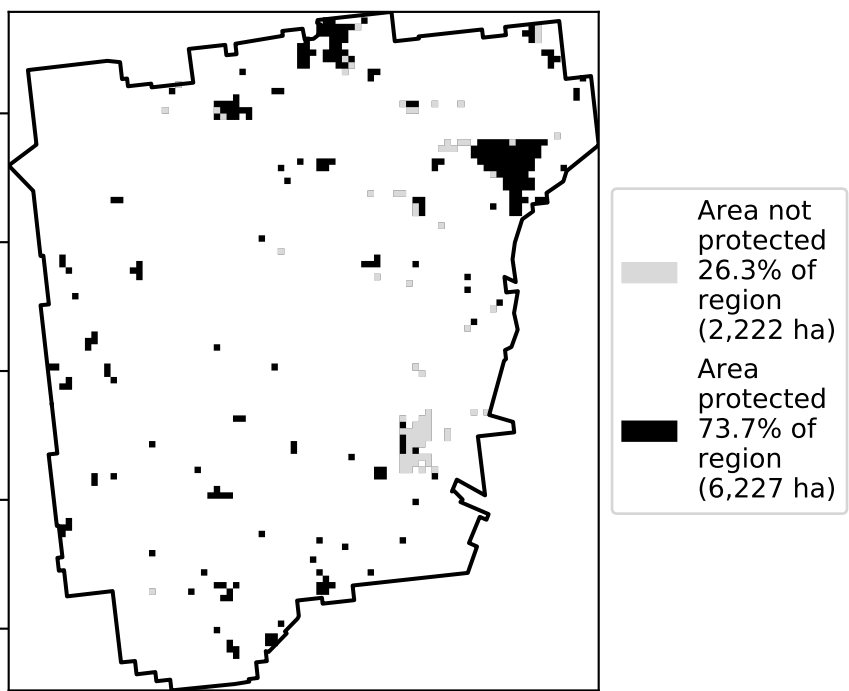 Area not
protected
26.3% of
region
(2,222 ha)
Area
protected
73.7% of
region
(6,227 ha)